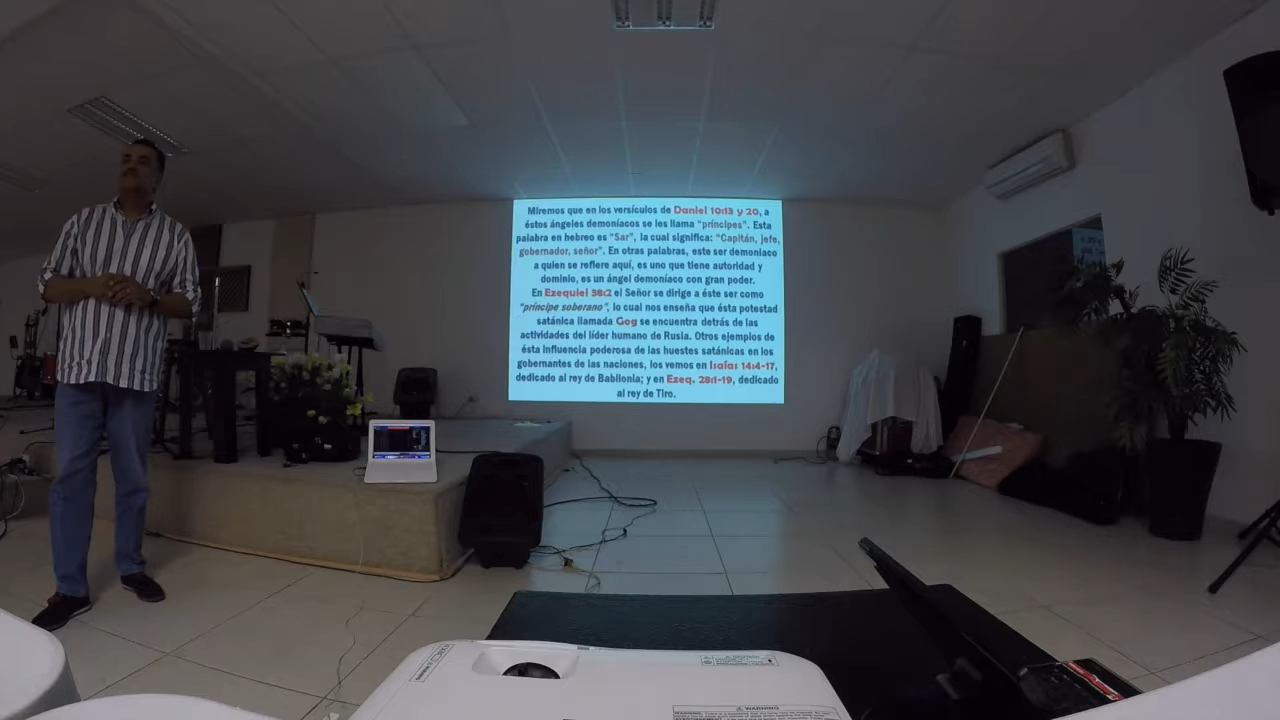 Miremos que en los versículos de Daniel 10:13 y 20, a
éstos ángeles demoníacos se les llama "príncipes". Esta
palabra en hebreo es "Sar", la cual significa: "Capitán, jefe,
gobernador, señor". En otras palabras, este ser demoníaco
a quien se refiere aquí, es uno que tiene autoridad y
dominio, es un ángel demoníaco con gran poder.
En Ezequiel 38:2 el Señor se dirige a éste ser como
"príncipe soberano", lo cual nos enseña que ésta potestad
satánica llamada Gog se encuentra detrás de las
actividades del líder humano de Rusia. Otros ejemplos de
ésta influencia poderosa de las huestes satánicas en los
gobernantes de las naciones, los vemos en Isaías 14:4-17,
dedicado al rey de Babilonia; y en Ezeq. 28:1-19, dedicado
al rey de Tiro.
WARNING